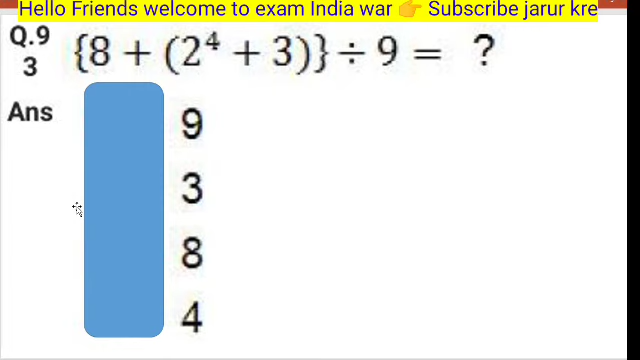 Hello Friends welcome to exam India war 👉 Subscribe jarur kre
Q.9
3
{8 + (2⁴ + 3)} ÷ 9 = ?
Ans
9
3
8
4